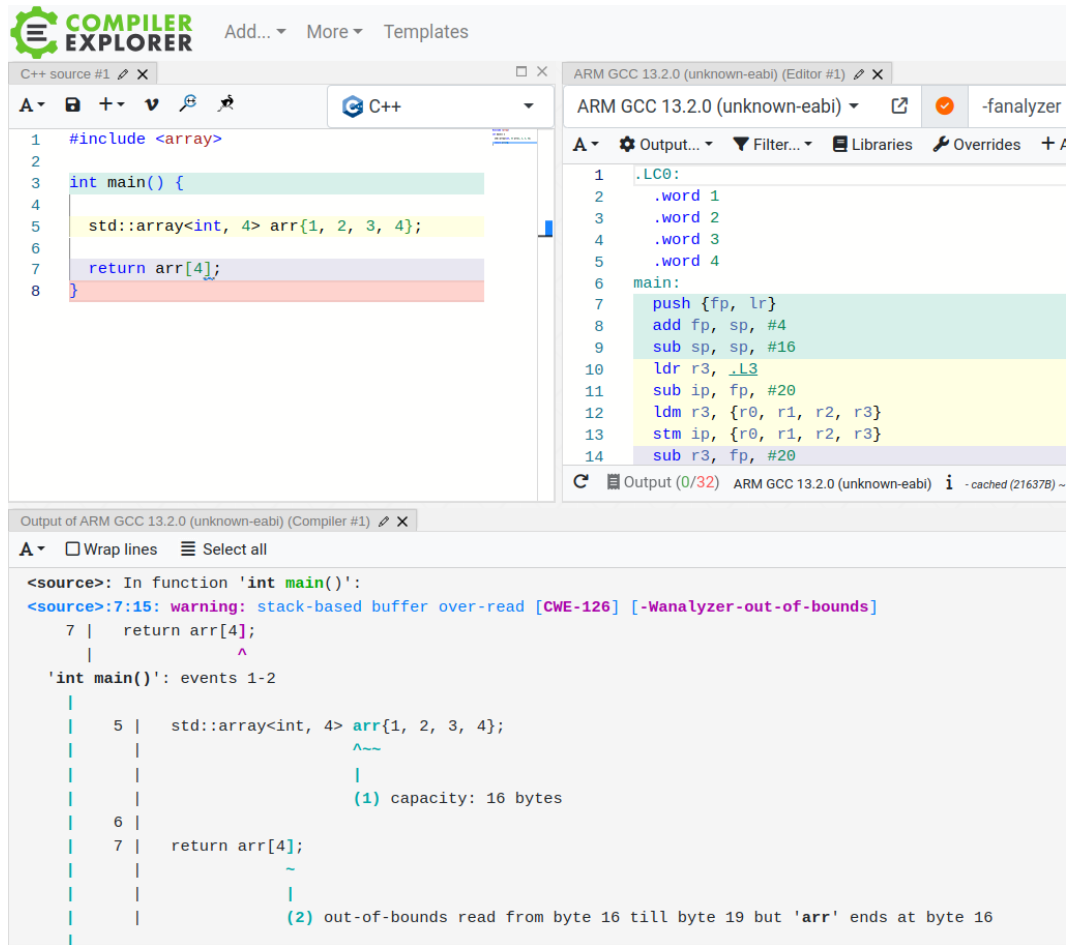 COMPILER
EXPLORER
Add... More Templates
C++ source #1
A C++
1 #include <array>
2
3 int main() {
4
5 std::array<int, 4> arr{1, 2, 3, 4};
6
7 return arr[4];
8 }
ARM GCC 13.2.0 (unknown-eabi) (Editor #1)
ARM GCC 13.2.0 (unknown-eabi) -fanalyzer
A Output... Filter... Libraries Overrides + A
1 .LC0:
2 .word 1
3 .word 2
4 .word 3
5 .word 4
6 main:
7 push {fp, lr}
8 add fp, sp, #4
9 sub sp, sp, #16
10 ldr r3, .L3
11 sub ip, fp, #20
12 ldm r3, {r0, r1, r2, r3}
13 stm ip, {r0, r1, r2, r3}
14 sub r3, fp, #20
Output (0/32) ARM GCC 13.2.0 (unknown-eabi) i - cached (21637B) ~
Output of ARM GCC 13.2.0 (unknown-eabi) (Compiler #1)
A Wrap lines Select all
<source>: In function 'int main()':
<source>:7:15: warning: stack-based buffer over-read [CWE-126] [-Wanalyzer-out-of-bounds]
7 | return arr[4];
| ^
'int main()': events 1-2
|
| 5 | std::array<int, 4> arr{1, 2, 3, 4};
| | ^~~
| | |
| | (1) capacity: 16 bytes
| 6 |
| 7 | return arr[4];
| | ~
| | |
| | (2) out-of-bounds read from byte 16 till byte 19 but 'arr' ends at byte 16
|